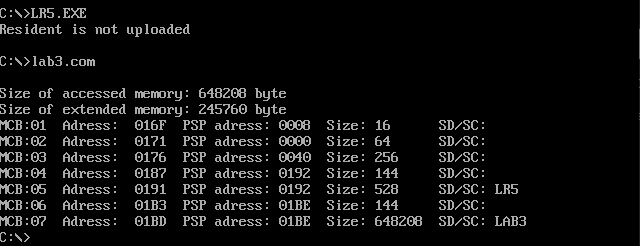 C:\>LR5.EXE
Resident is not uploaded
C:\>lab3.com
Size of accessed memory: 648208 byte
Size of extended memory: 245760 byte
MCB:01 Adress: 016F PSP adress: 0008 Size: 16 SD/SC:
MCB:02 Adress: 0171 PSP adress: 0000 Size: 64 SD/SC:
MCB:03 Adress: 0176 PSP adress: 0040 Size: 256 SD/SC:
MCB:04 Adress: 0187 PSP adress: 0192 Size: 144 SD/SC:
MCB:05 Adress: 0191 PSP adress: 0192 Size: 528 SD/SC: LR5
MCB:06 Adress: 01B3 PSP adress: 01BE Size: 144 SD/SC:
MCB:07 Adress: 01BD PSP adress: 01BE Size: 648208 SD/SC: LAB3
C:\>